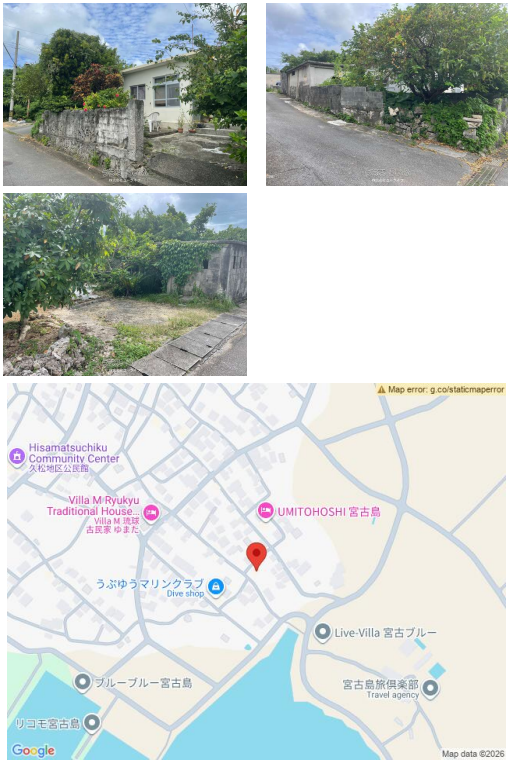 Map error: g.co/staticmaperror
Hisamatsuchiku
Community Center
久松地区公民館
Villa M Ryukyu
Traditional House...
Villa M 琉球
古民家 ゆまた
UMITOHOSHI 宮古島
うぷゆうマリンクラブ
Dive shop
Live-Villa 宮古ブルー
ブルーブルー宮古島
宮古島旅倶楽部
Travel agency
リコモ宮古島
Google
Map data ©2026